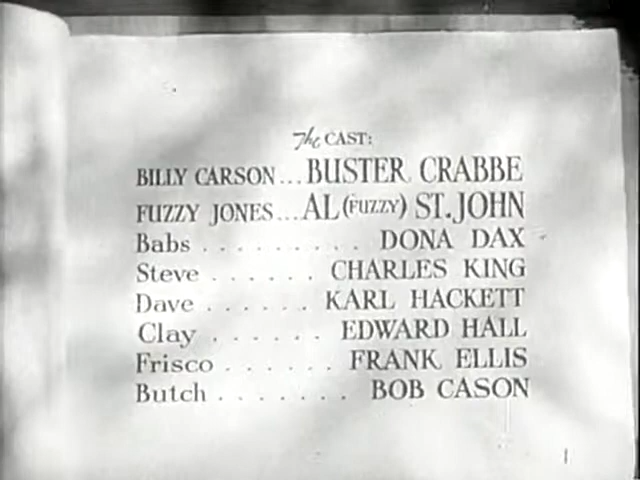 The CAST:
BILLY CARSON... BUSTER CRABBE
FUZZY JONES... AL (FUZZY) ST. JOHN
Babs . . . . . . . . . DONA DAX
Steve . . . . . . CHARLES KING
Dave . . . . . . KARL HACKETT
Clay . . . . . . EDWARD HALL
Frisco . . . . . . FRANK ELLIS
Butch . . . . . . . BOB CASON